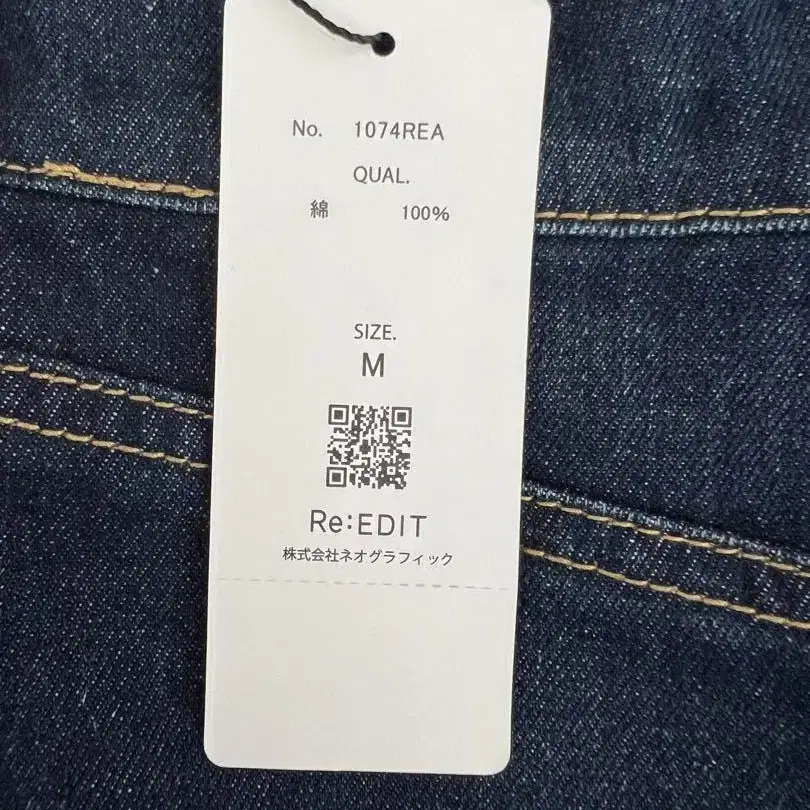 No. 1074REA
QUAL.
綿 100%
SIZE.
M
Re:EDIT
株式会社ネオグラフィック